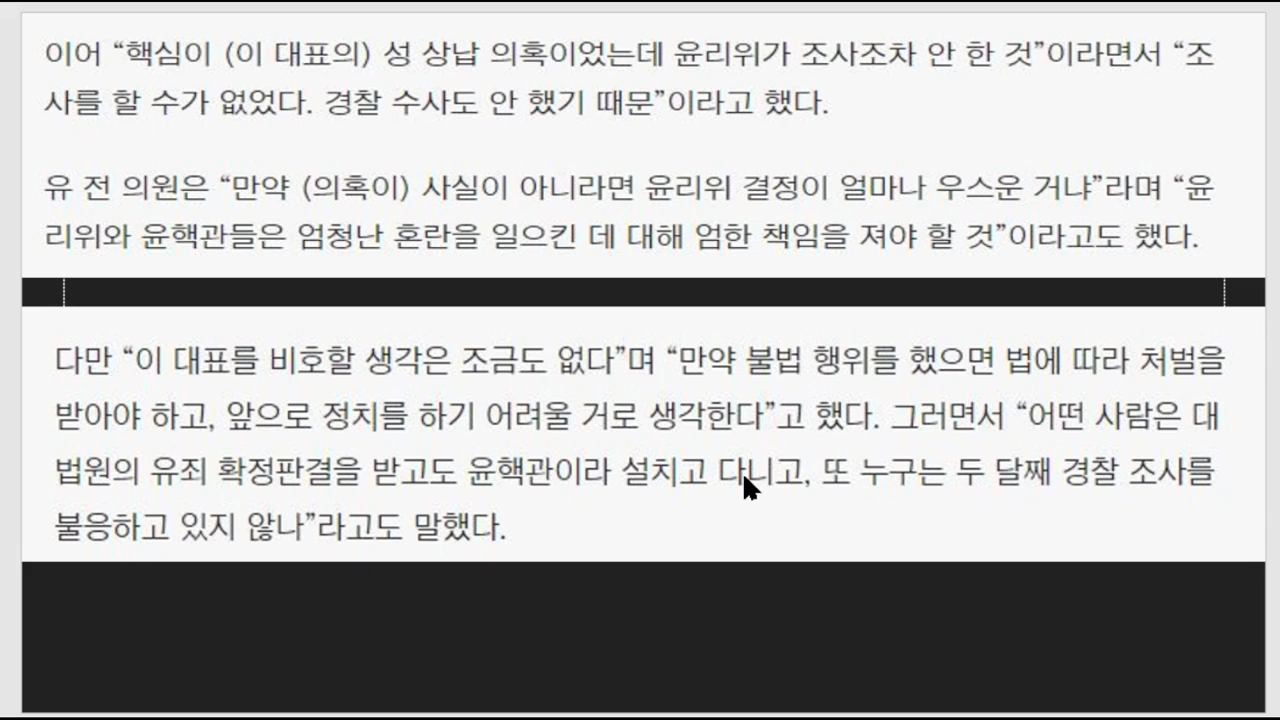 이어 “핵심이 (이 대표의) 성 상납 의혹이었는데 윤리위가 조사조차 안 한 것”이라면서 “조
사를 할 수가 없었다. 경찰 수사도 안 했기 때문”이라고 했다.
유 전 의원은 “만약 (의혹이) 사실이 아니라면 윤리위 결정이 얼마나 우스운 거냐”라며 “윤
리위와 윤핵관들은 엄청난 혼란을 일으킨 데 대해 엄한 책임을 져야 할 것”이라고도 했다.
다만 “이 대표를 비호할 생각은 조금도 없다”며 “만약 불법 행위를 했으면 법에 따라 처벌을
받아야 하고, 앞으로 정치를 하기 어려울 거로 생각한다”고 했다. 그러면서 “어떤 사람은 대
법원의 유죄 확정판결을 받고도 윤핵관이라 설치고 다니고, 또 누구는 두 달째 경찰 조사를
불응하고 있지 않나”라고도 말했다.